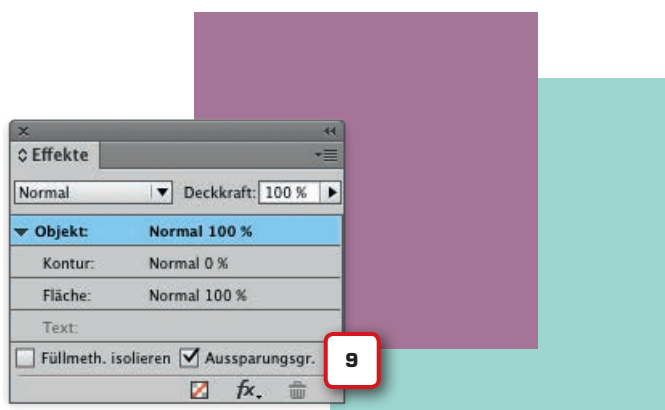 Effekte
Normal Deckkraft: 100 %
Objekt: Normal 100 %
Kontur: Normal 0 %
Fläche: Normal 100 %
Text:
Füllmeth. isolieren Aussparungsgr. 9
fx.